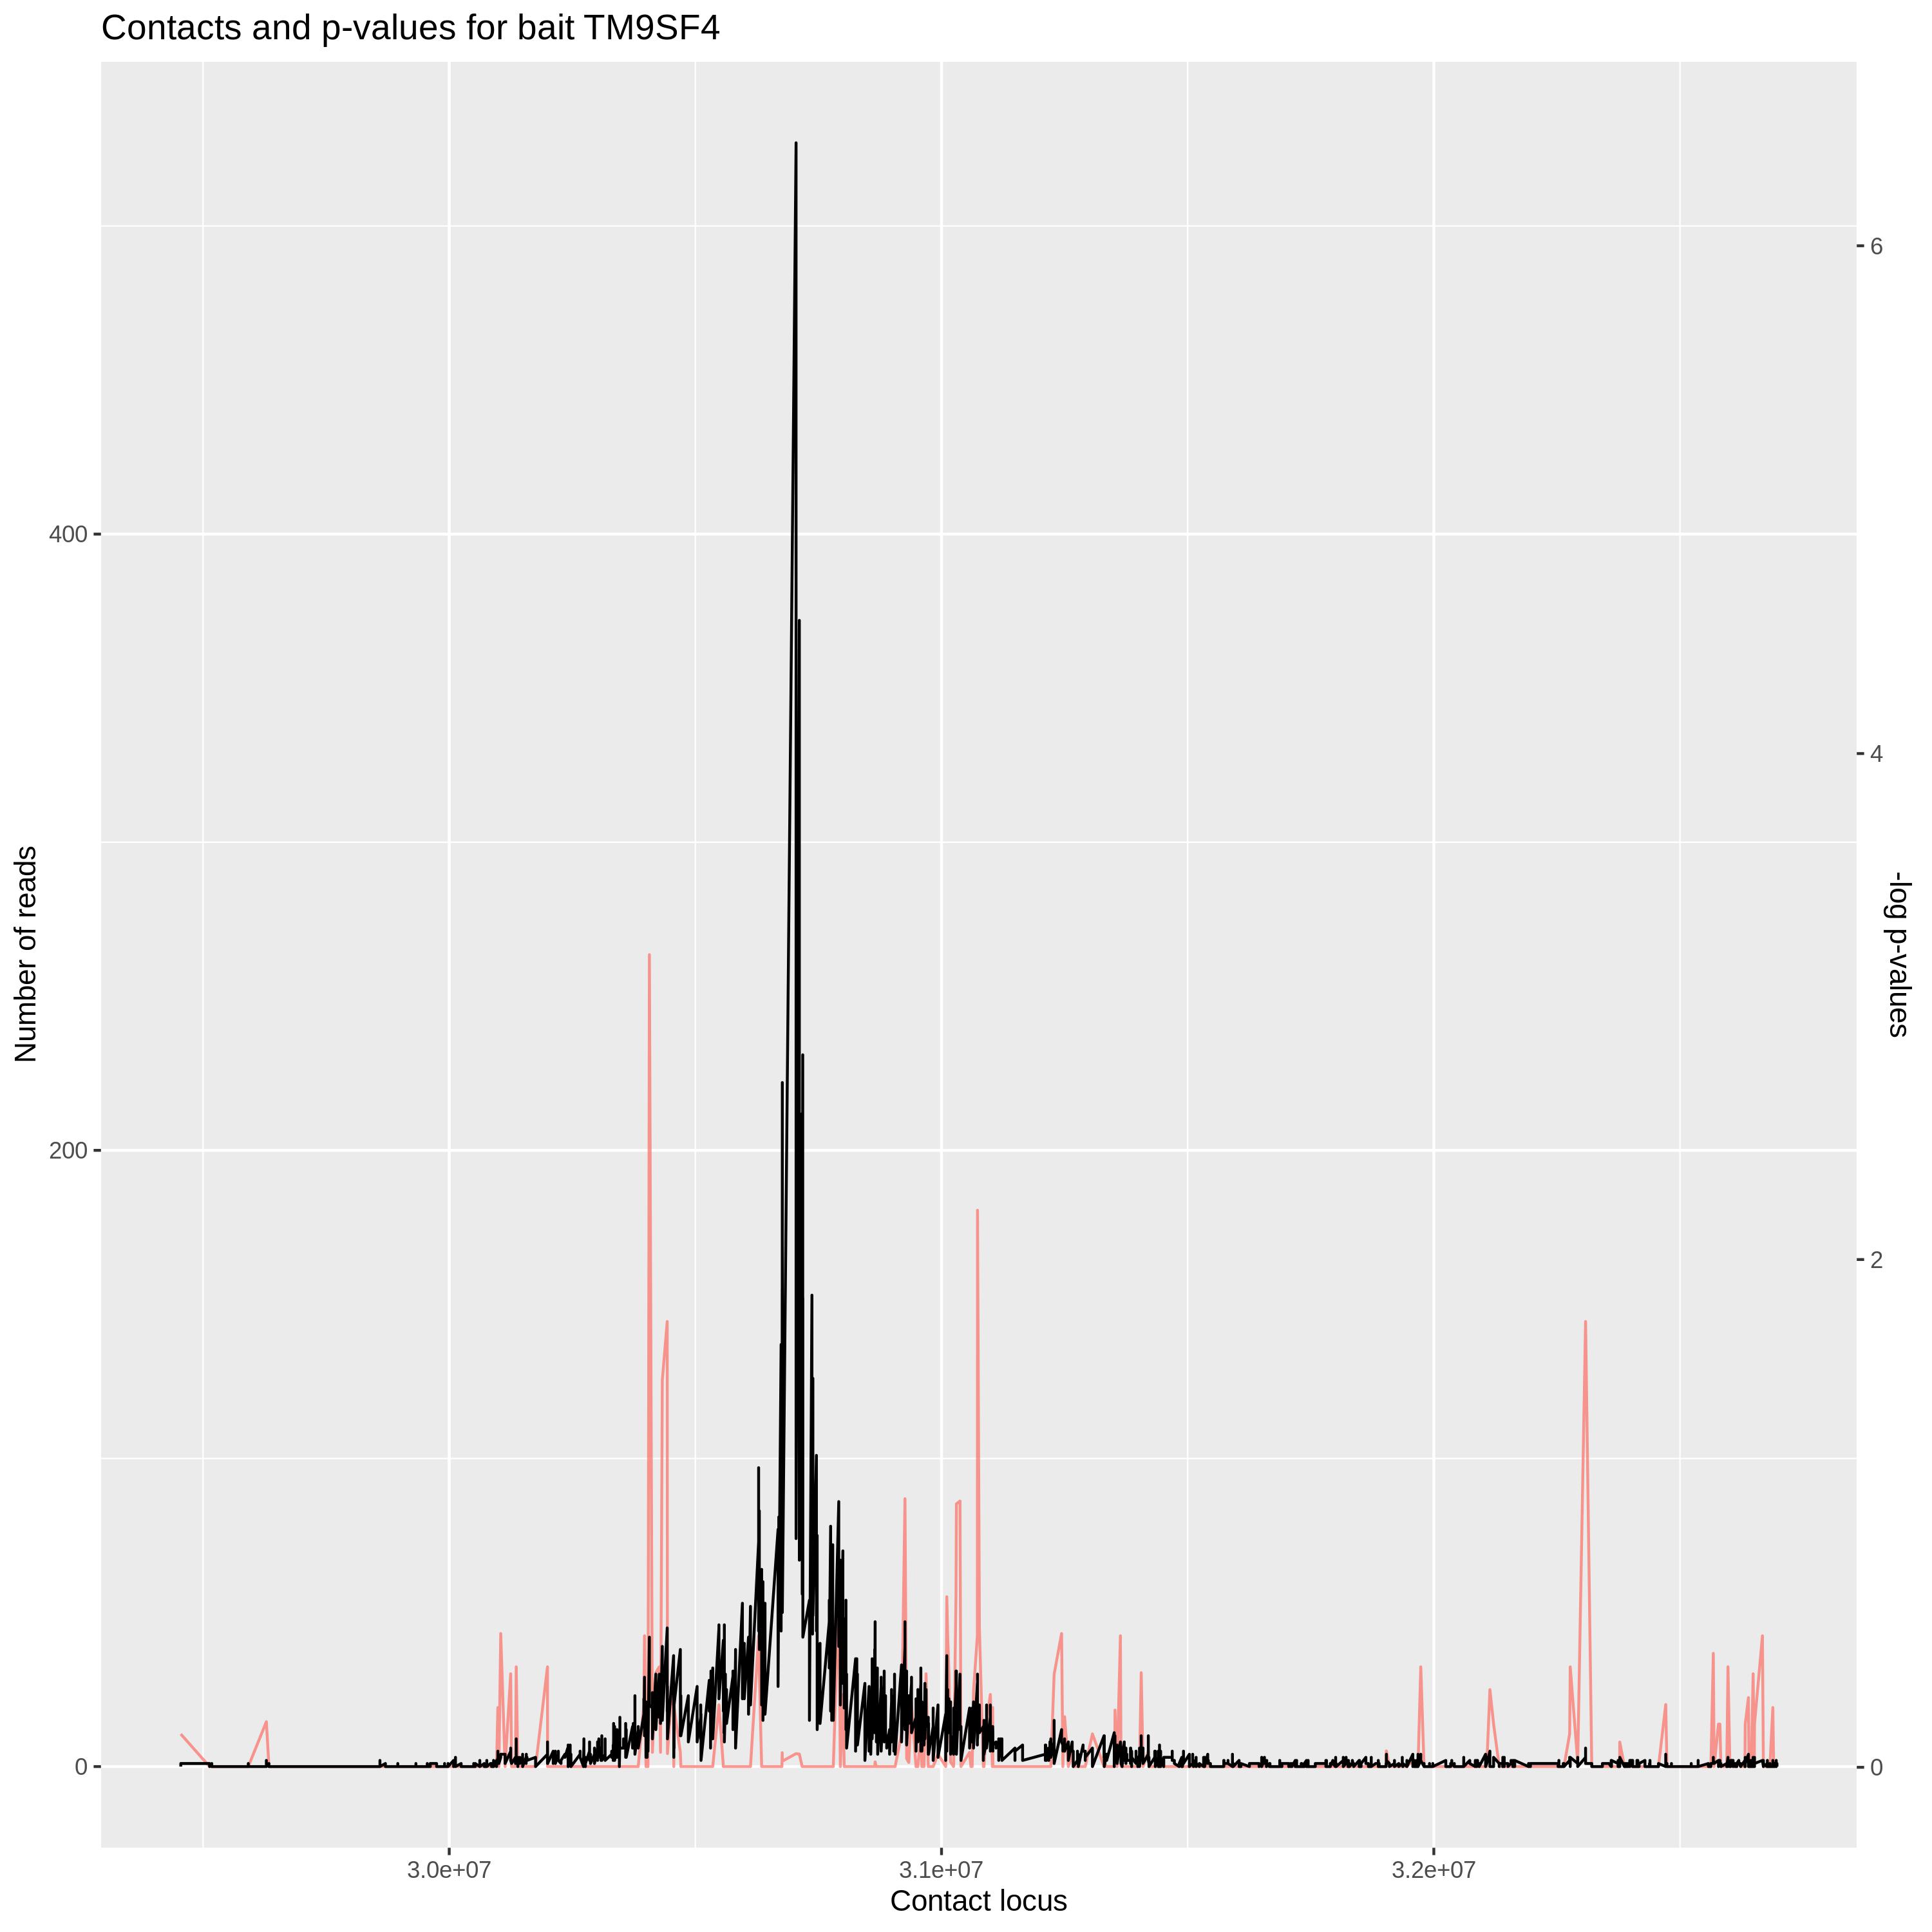 Contacts and p-values for bait TM9SF4
Number of reads
400
200
0
6
4
2
0
-log p-values
3.0e+07
3.1e+07
3.2e+07
Contact locus